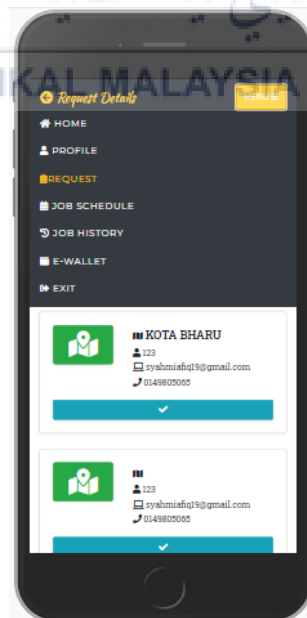 KAL MALAYSIA
Request Details
MENU
HOME
PROFILE
REQUEST
JOB SCHEDULE
JOB HISTORY
E-WALLET
EXIT
KOTA BHARU
123
syahmiafiq19@gmail.com
0149805065
123
syahmiafiq19@gmail.com
0149805065